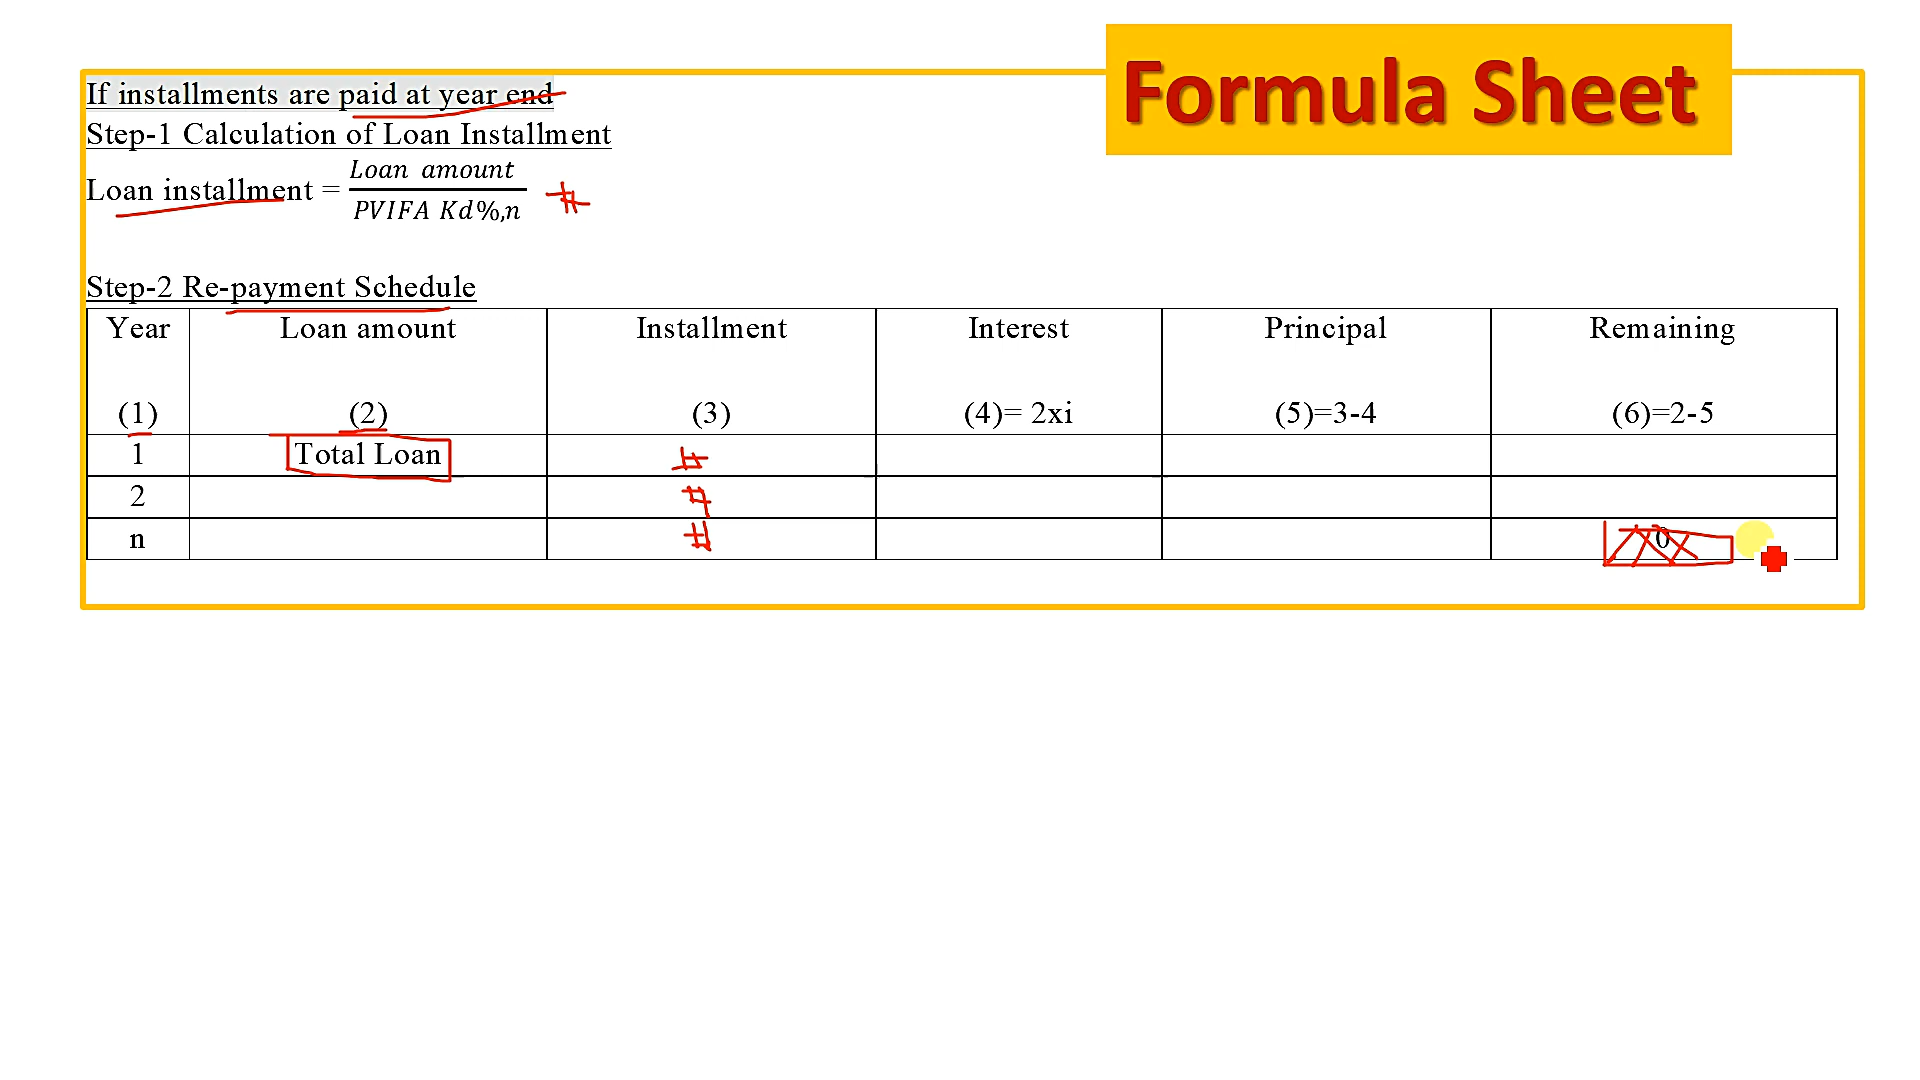 Formula Sheet
If installments are paid at year end
Step-1 Calculation of Loan Installment
Loan installment = Loan amount / PVIFA Kd%,n #
Step-2 Re-payment Schedule
Year Loan amount Installment Interest Principal Remaining
(1) (2) (3) (4)= 2xi (5)=3-4 (6)=2-5
1 Total Loan #
2 #
n # 0